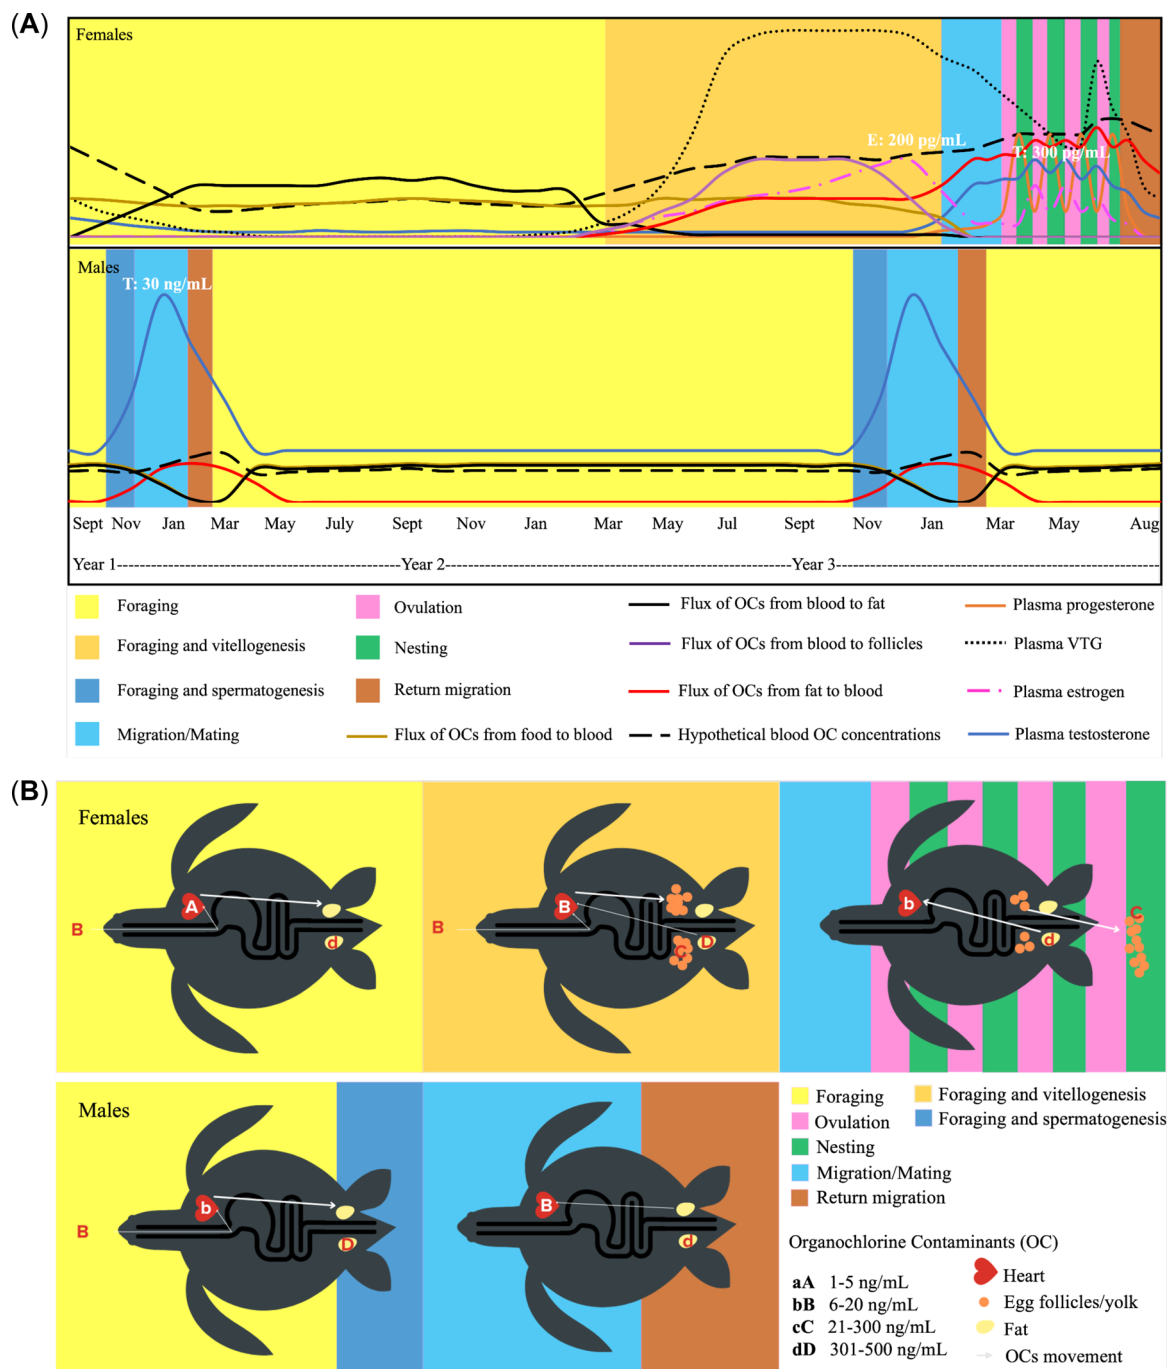 (A)
Females
E: 200 pg/mL
T: 300 pg/mL
Males
T: 30 ng/mL
Sept Nov Jan Mar May July Sept Nov Jan Mar May Jul Sept Nov Jan Mar May Aug
Year 1-----------------------------------------Year 2--------------------------------------------------Year 3-----------------------------------------------
Foraging
Foraging and vitellogenesis
Foraging and spermatogenesis
Migration/Mating
Ovulation
Nesting
Return migration
Flux of OCs from food to blood
Flux of OCs from blood to fat
Flux of OCs from blood to follicles
Flux of OCs from fat to blood
Hypothetical blood OC concentrations
Plasma progesterone
Plasma VTG
Plasma estrogen
Plasma testosterone
(B)
Females
B
A
d
B
B
C
D
b
d
C
Males
B
b
D
B
d
Foraging
Ovulation
Nesting
Migration/Mating
Return migration
Foraging and vitellogenesis
Foraging and spermatogenesis
Organochlorine Contaminants (OC)
aA 1-5 ng/mL
bB 6-20 ng/mL
cC 21-300 ng/mL
dD 301-500 ng/mL
Heart
Egg follicles/yolk
Fat
OCs movement